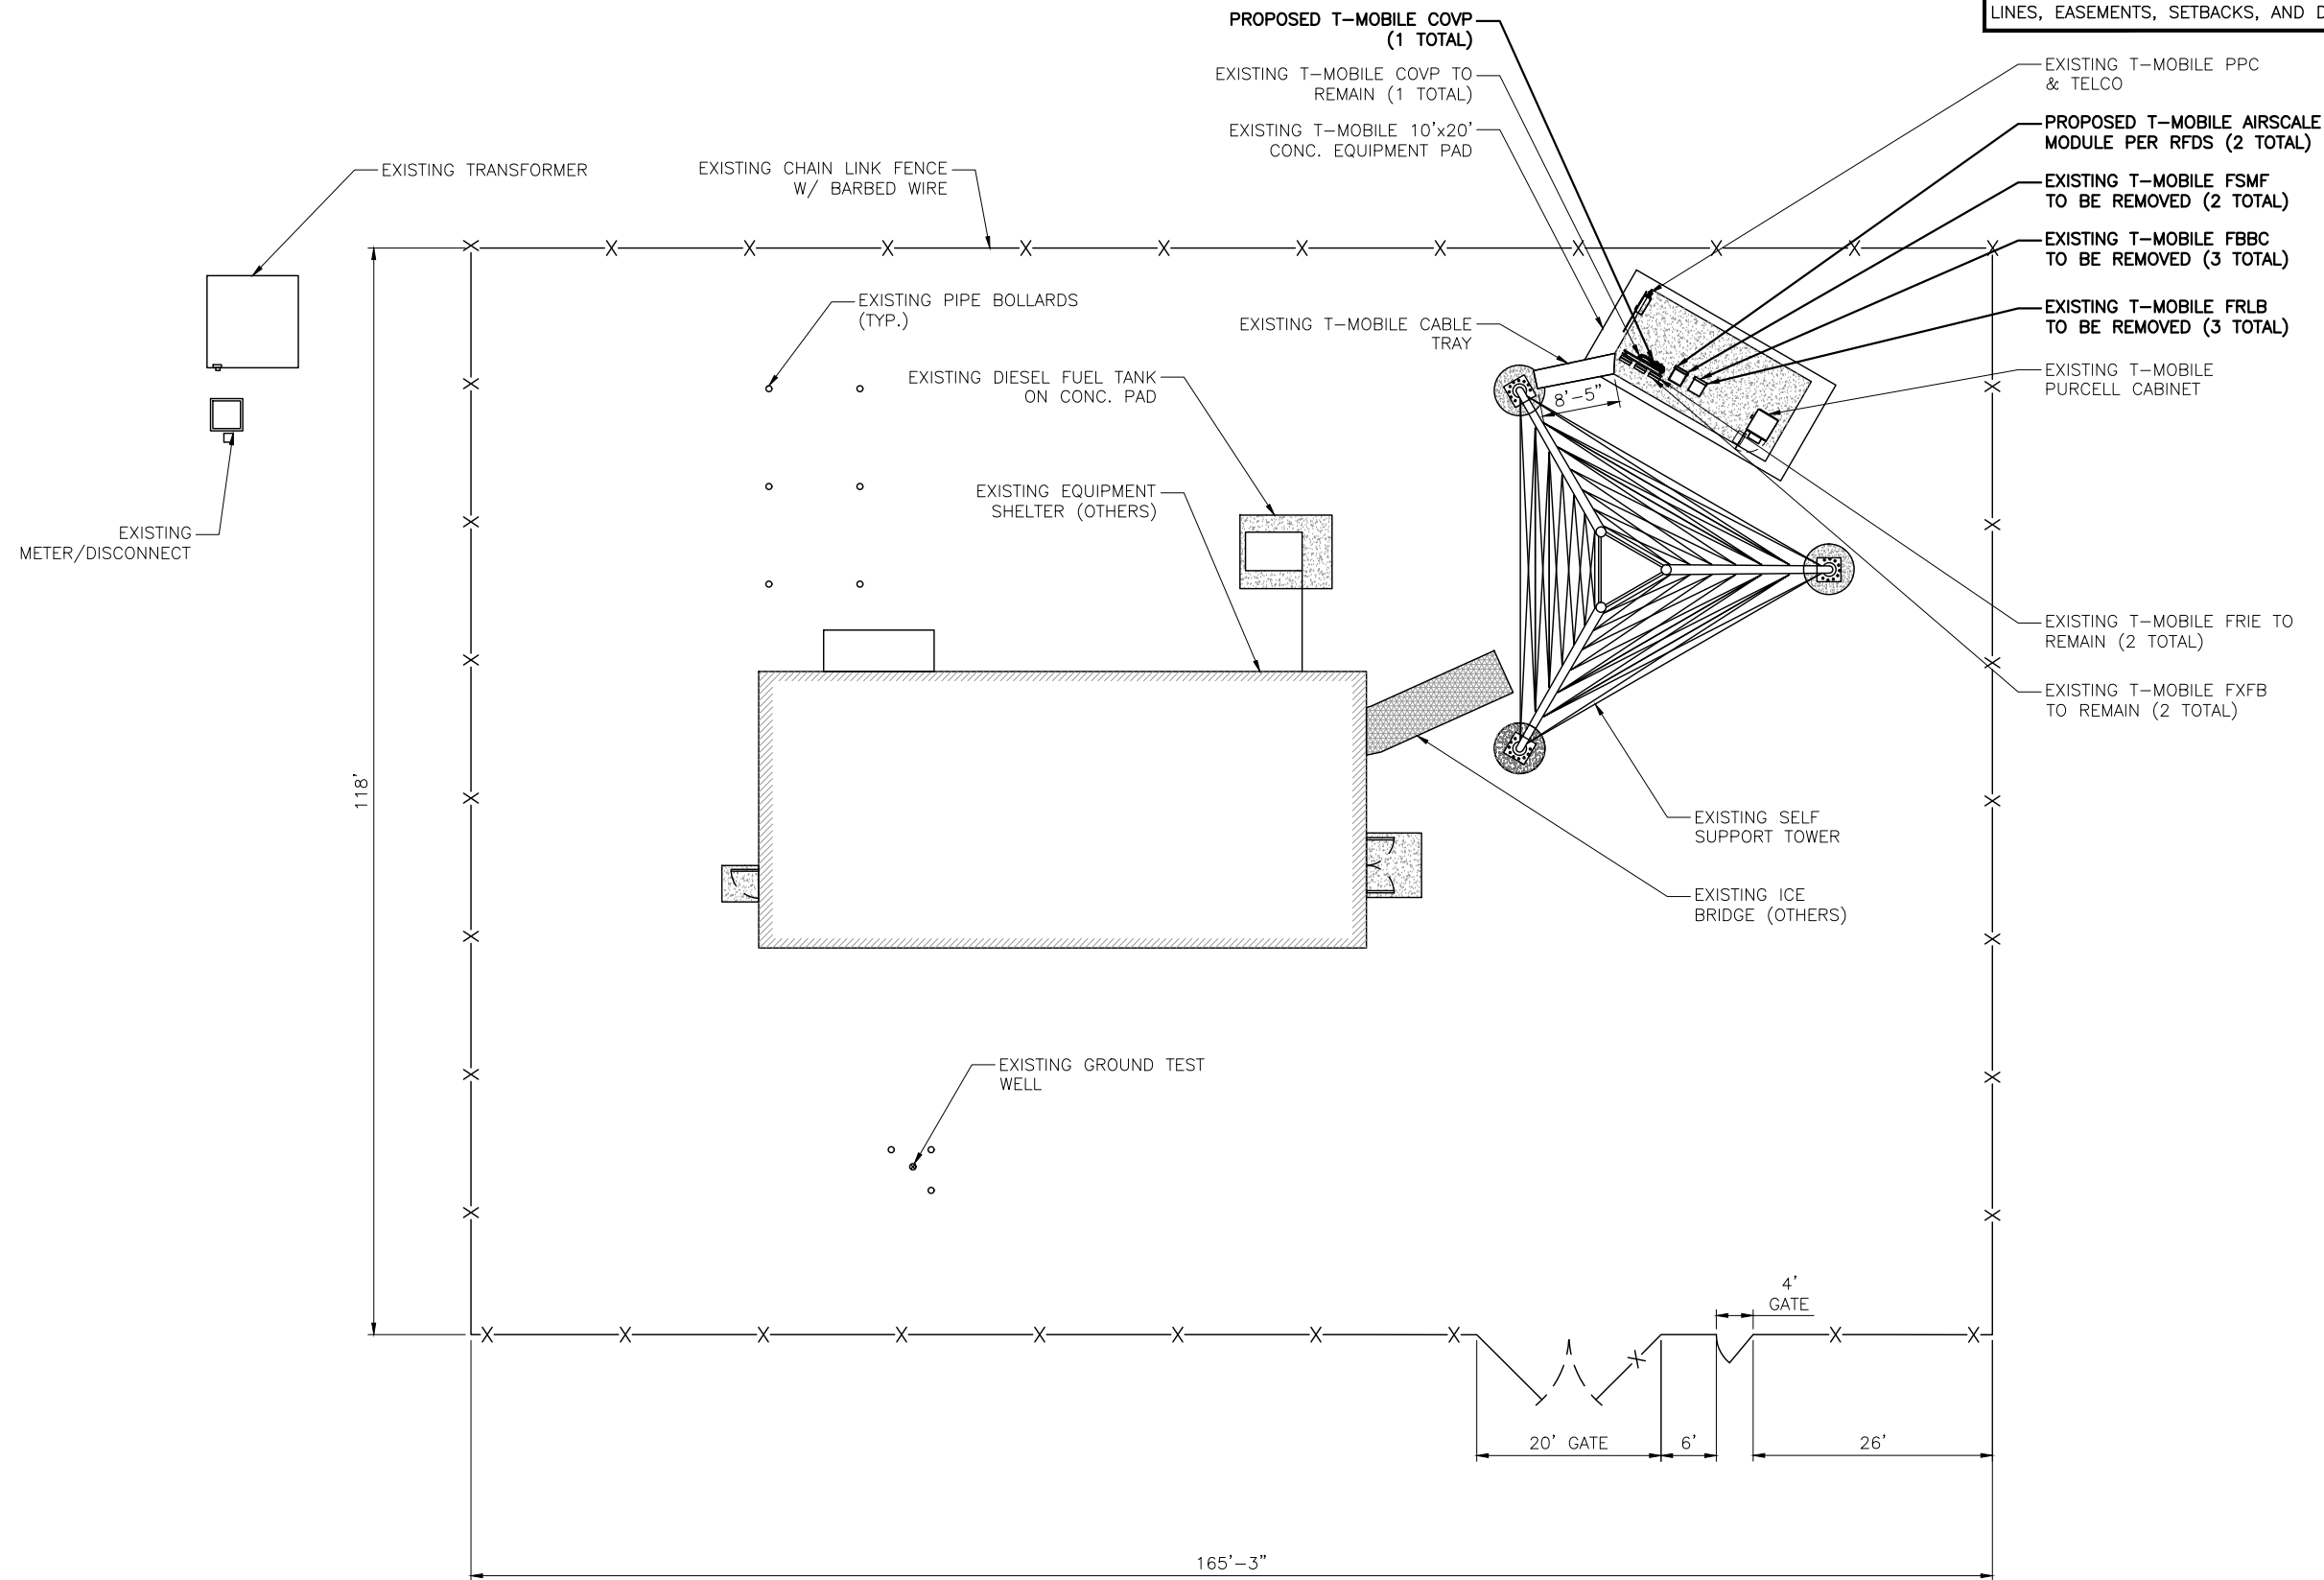 LINES, EASEMENTS, SETBACKS, AND
PROPOSED T-MOBILE COVP
(1 TOTAL)
EXISTING T-MOBILE COVP TO
REMAIN (1 TOTAL)
EXISTING T-MOBILE 10'x20'
CONC. EQUIPMENT PAD
EXISTING T-MOBILE PPC
& TELCO
PROPOSED T-MOBILE AIRSCALE
MODULE PER RFDS (2 TOTAL)
EXISTING T-MOBILE FSMF
TO BE REMOVED (2 TOTAL)
EXISTING T-MOBILE FBBC
TO BE REMOVED (3 TOTAL)
EXISTING T-MOBILE FRLB
TO BE REMOVED (3 TOTAL)
EXISTING T-MOBILE
PURCELL CABINET
EXISTING TRANSFORMER
EXISTING CHAIN LINK FENCE
W/ BARBED WIRE
EXISTING PIPE BOLLARDS
(TYP.)
EXISTING T-MOBILE CABLE
TRAY
EXISTING DIESEL FUEL TANK
ON CONC. PAD
8'-5"
EXISTING EQUIPMENT
SHELTER (OTHERS)
EXISTING
METER/DISCONNECT
EXISTING T-MOBILE FRIE TO
REMAIN (2 TOTAL)
EXISTING T-MOBILE FXFB
TO REMAIN (2 TOTAL)
118'
EXISTING SELF
SUPPORT TOWER
EXISTING ICE
BRIDGE (OTHERS)
EXISTING GROUND TEST
WELL
4'
GATE
20' GATE
6'
26'
165'-3"